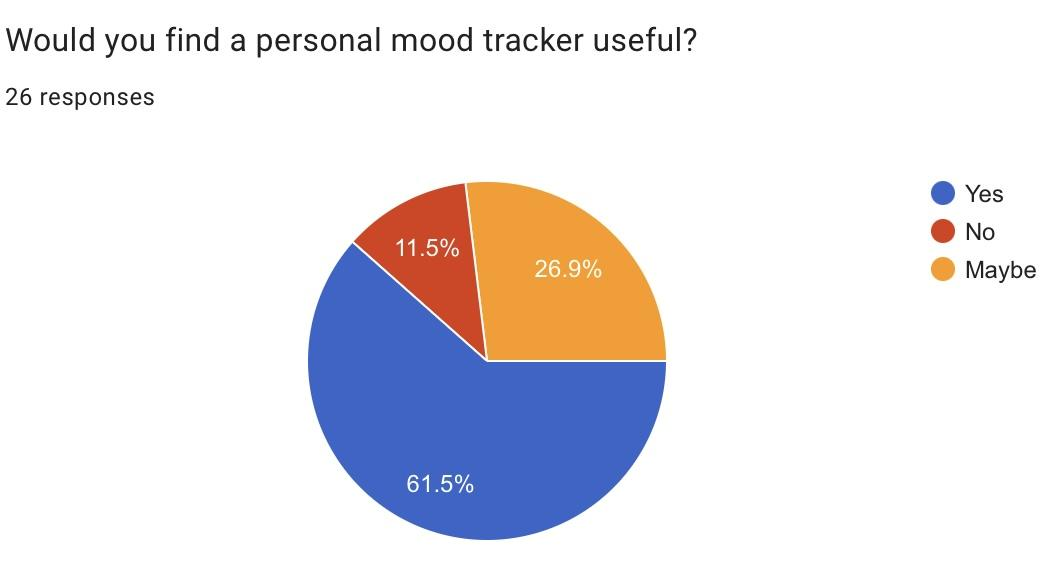 Would you find a personal mood tracker useful?
26 responses
Yes
No
Maybe
11.5%
26.9%
61.5%